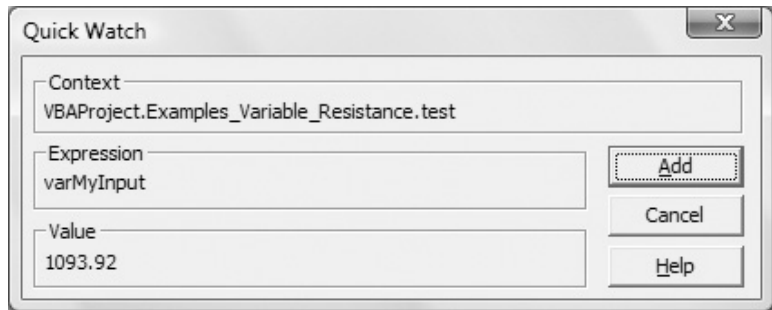 Quick Watch
Context
VBAProject.Examples_Variable_Resistance.test
Expression
varMyInput
Add
Cancel
Value
1093.92
Help